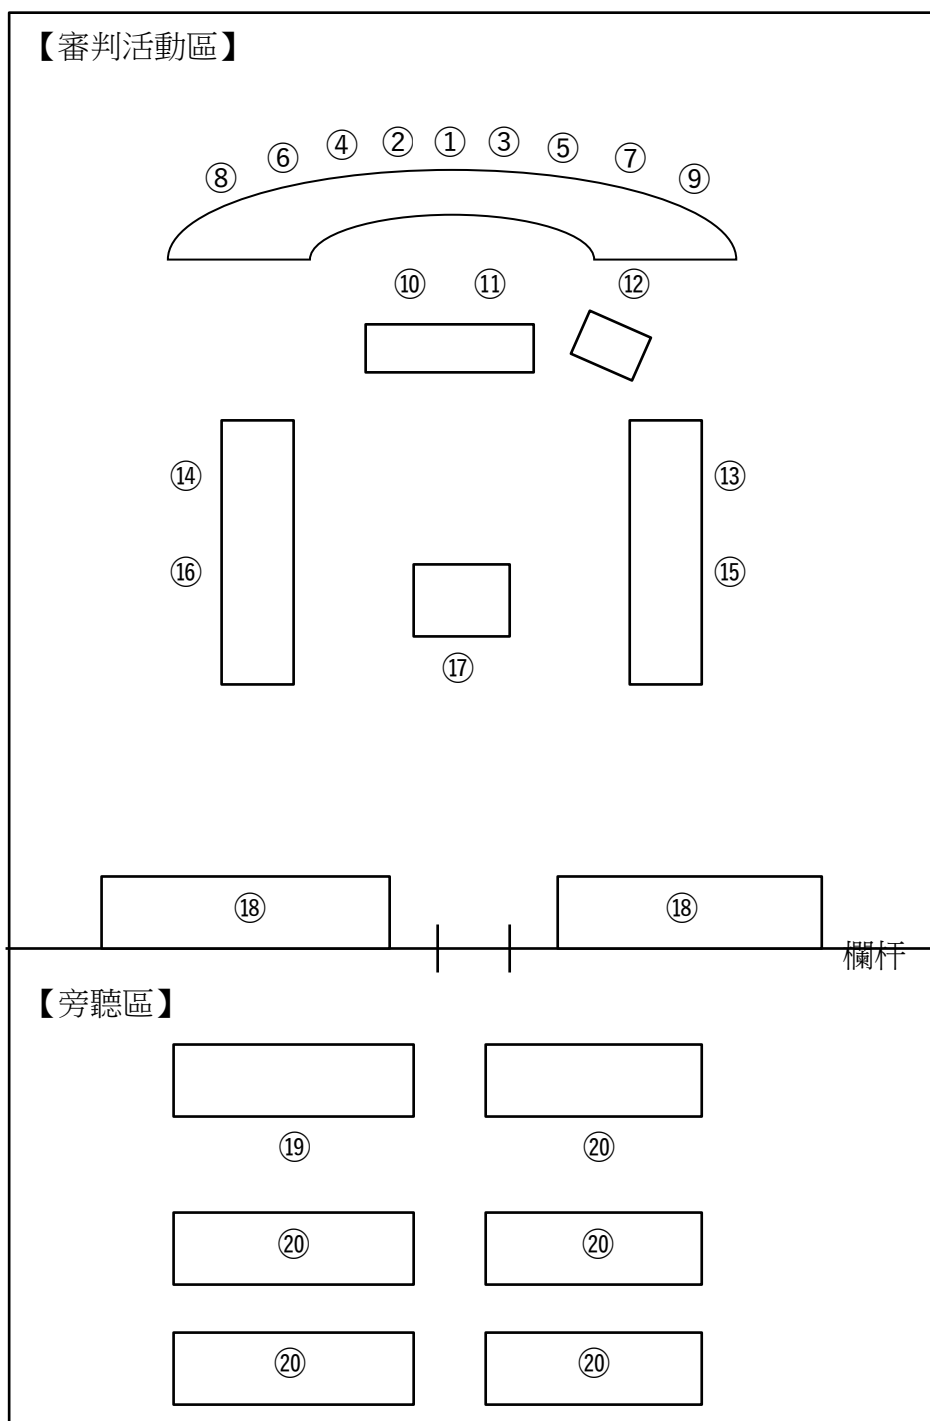 【審判活動區】
⑧ ⑥ ④ ② ① ③ ⑤ ⑦ ⑨
⑩ ⑪ ⑫
⑭ ⑬
⑯ ⑮
⑰
⑱ ⑱
欄杆
【旁聽區】
⑲ ⑳
⑳ ⑳
⑳ ⑳